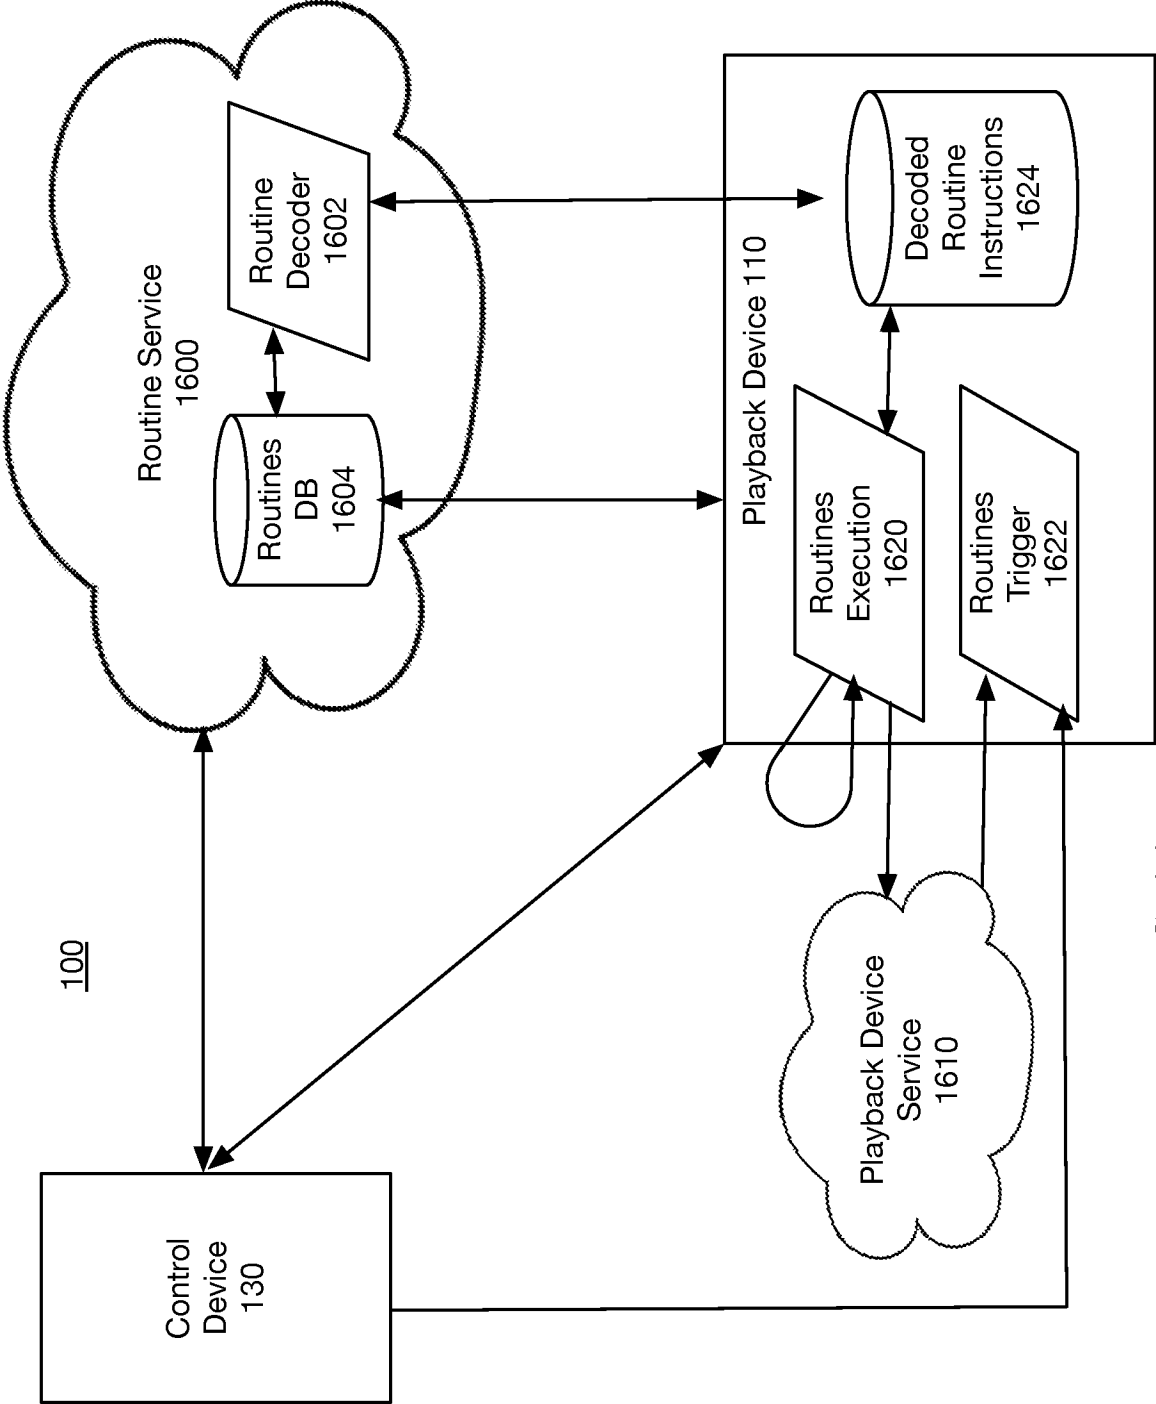 100
Control
Device
130
Routine Service
1600
Routines
DB
1604
Routine
Decoder
1602
Playback Device
Service
1610
Playback Device 110
Routines
Execution
1620
Routines
Trigger
1622
Decoded
Routine
Instructions
1624